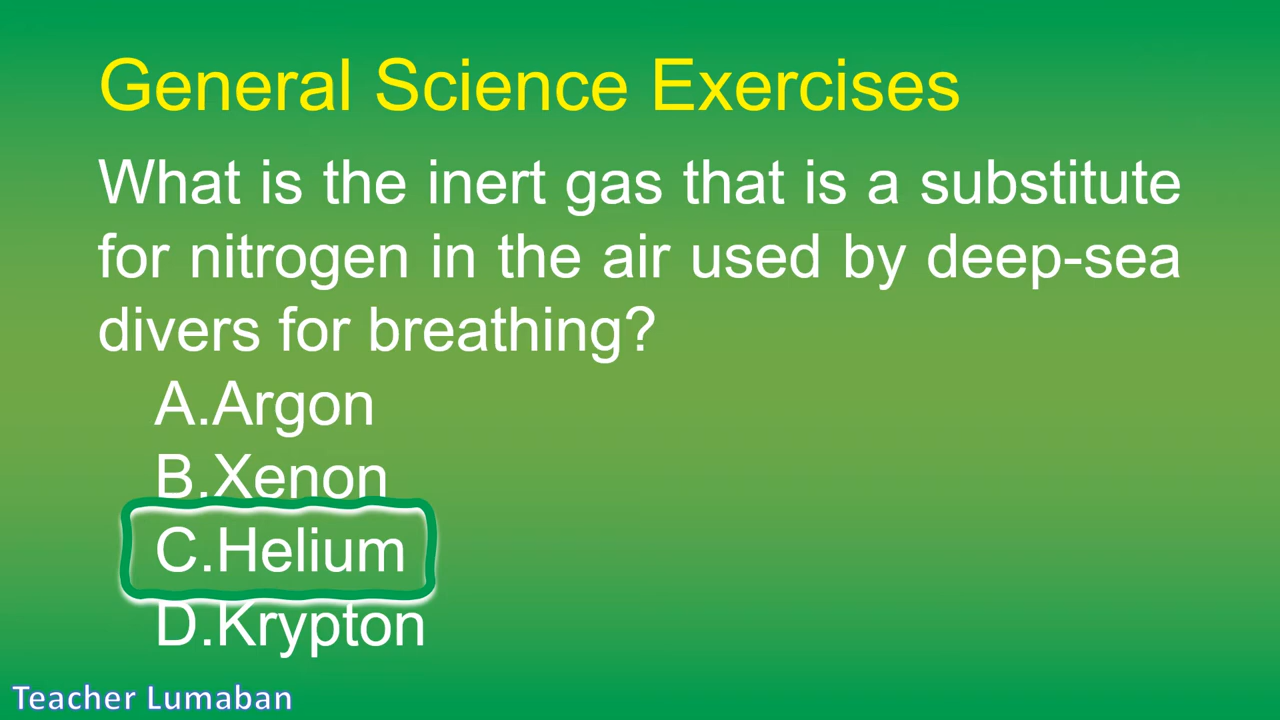 General Science Exercises
What is the inert gas that is a substitute
for nitrogen in the air used by deep-sea
divers for breathing?
A.Argon
B.Xenon
C.Helium
D.Krypton
Teacher Lumaban